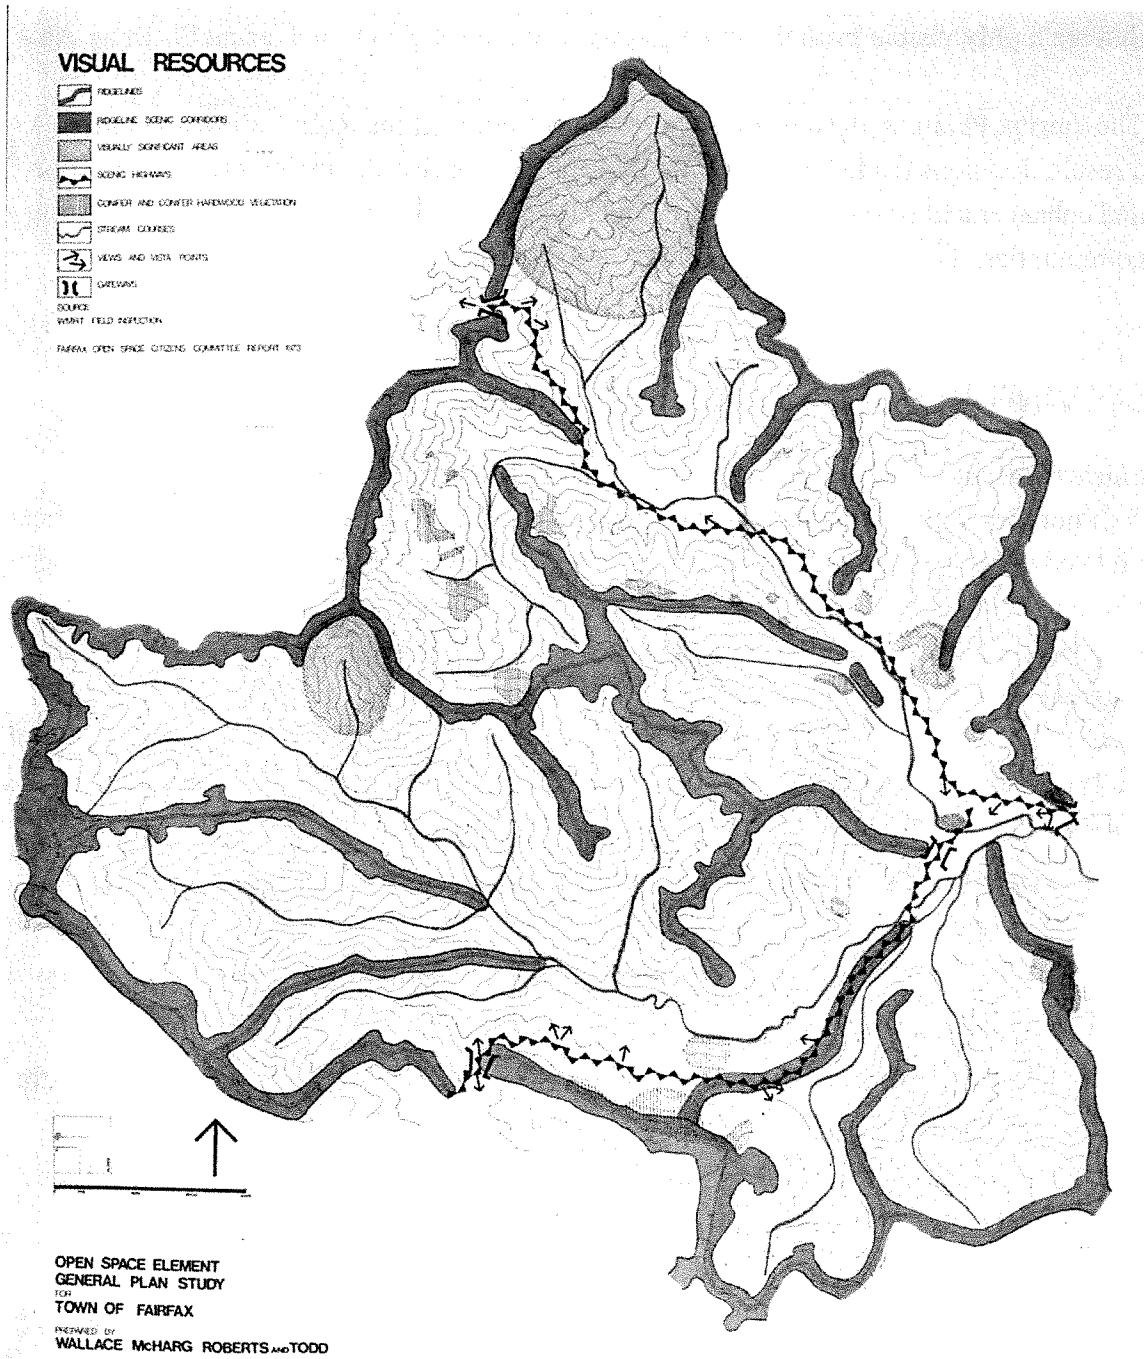 VISUAL RESOURCES
RIDGELINES
RIDGELINE SCENIC CORRIDORS
VISUALLY SIGNIFICANT AREAS
SCENIC HIGHWAYS
CONIFER AND CONIFER HARDWOOD VEGETATION
STREAM COURSES
VIEWS AND VISTA POINTS
GATEWAYS
SOURCE
WMRT FIELD INSPECTION
FAIRFAX OPEN SPACE CITIZENS COMMITTEE REPORT 1973
OPEN SPACE ELEMENT
GENERAL PLAN STUDY
FOR
TOWN OF FAIRFAX
PREPARED BY
WALLACE McHARG ROBERTS AND TODD